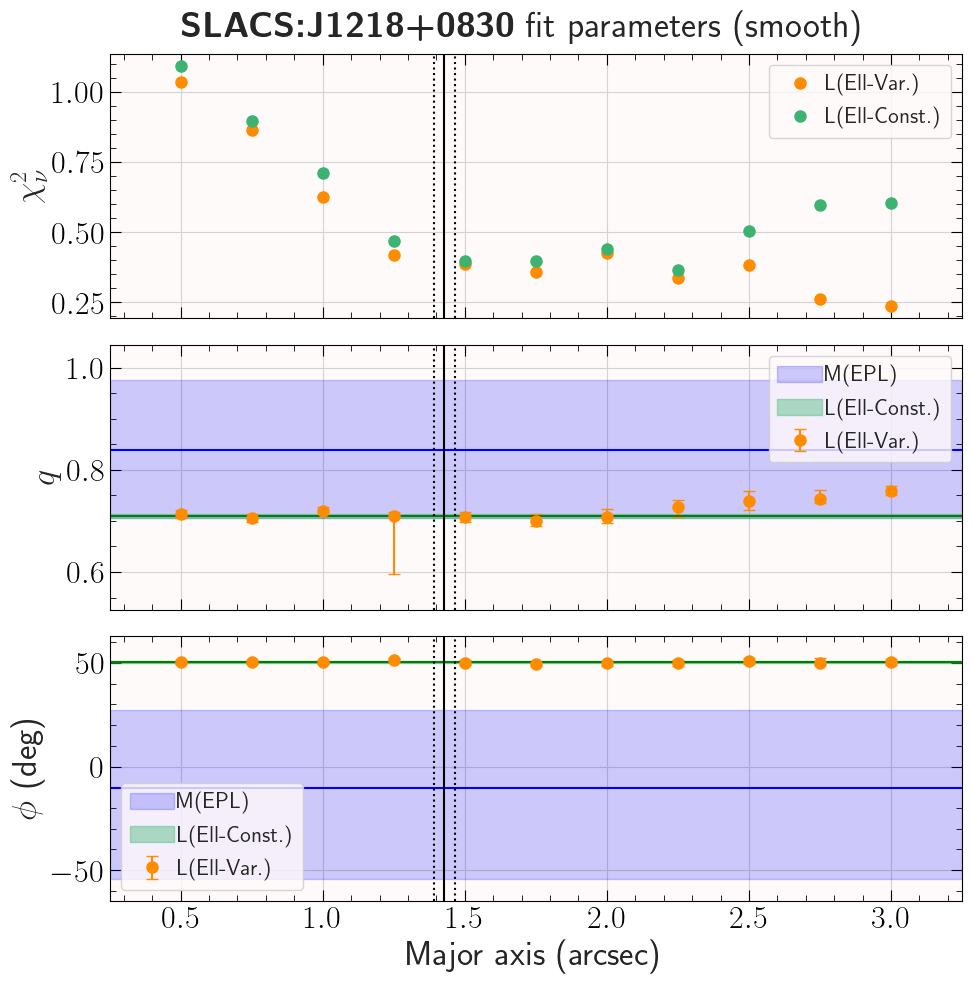 SLACS:J1218+0830 fit parameters (smooth)
χ²ν
1.00
0.75
0.50
0.25
L(Ell-Var.)
L(Ell-Const.)
q
1.0
0.8
0.6
M(EPL)
L(Ell-Const.)
L(Ell-Var.)
ϕ (deg)
50
0
−50
M(EPL)
L(Ell-Const.)
L(Ell-Var.)
0.5 1.0 1.5 2.0 2.5 3.0
Major axis (arcsec)